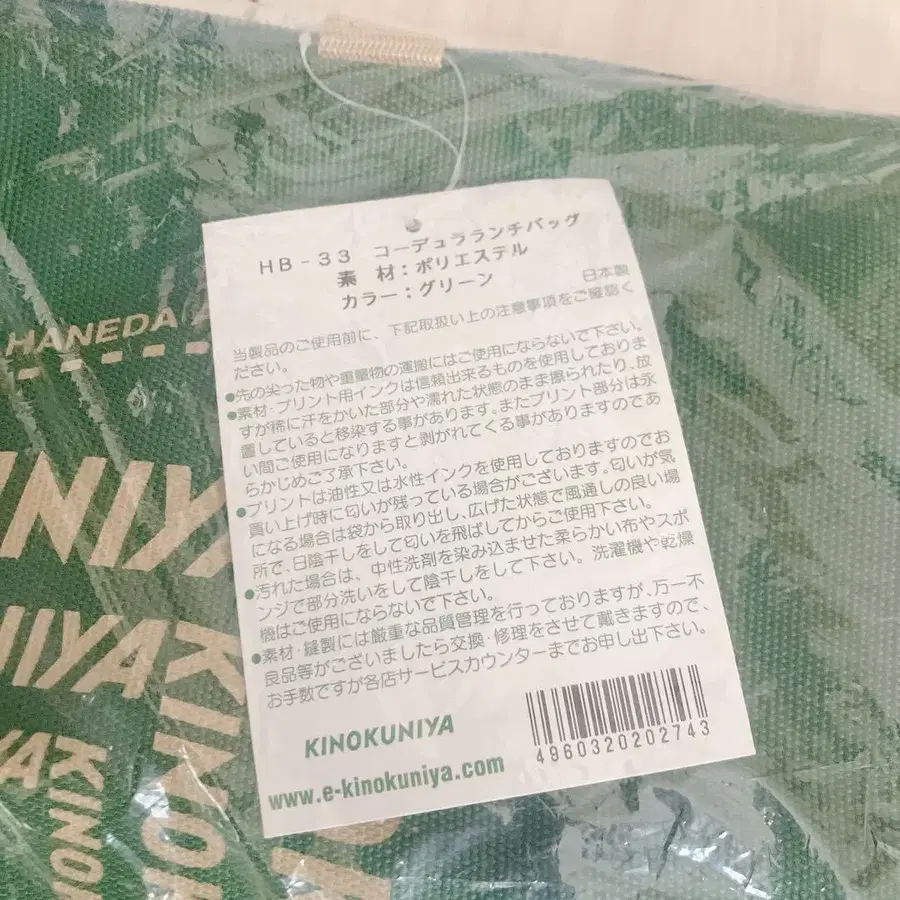 HB-33 コーデュラランチバッグ
素 材：ポリエステル
カラー：グリーン
日本製
当製品のご使用前に、下記取扱い上の注意事項をご確認く
ださい。
●先の尖った物や重量物の運搬にはご使用にならないで下さい。
●素材・プリント用インクは信頼出来るものを使用しておりま
すが稀に汗をかいた部分や濡れた状態のまま擦られたり、放
置していると移染する事があります。またプリント部分は永
い間ご使用になりますと剥がれてくる事がありますのであ
らかじめご了承下さい。
●プリントは油性又は水性インクを使用しておりますのでお
買い上げ時に匂いが残っている場合がございます。匂いが気
になる場合は袋から取り出し、広げた状態で風通しの良い場
所で、日陰干しをして匂いを飛ばしてからご使用下さい。
●汚れた場合は、中性洗剤を染み込ませた柔らかい布やスポ
ンジで部分洗いをして陰干しをして下さい。洗濯機や乾燥
機はご使用にならないで下さい。
●素材・縫製には厳重な品質管理を行っておりますが、万一不
良品等がございましたら交換・修理をさせて戴きますので、
お手数ですが各店サービスカウンターまでお申し出下さい。
KINOKUNIYA
4960320202743
www.e-kinokuniya.com
HANEDA A
NIYA
NIYA
KINO
YA
KINO